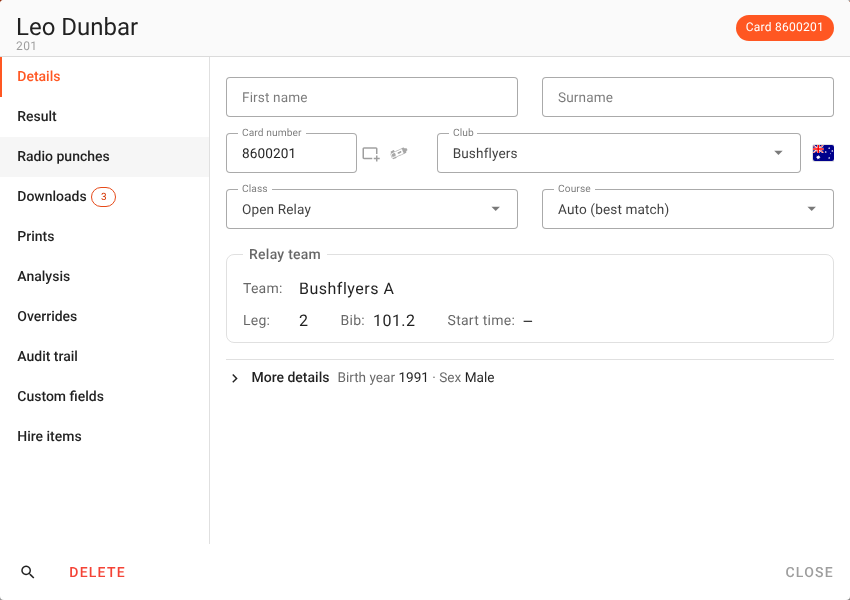 Leo Dunbar
201
Card 8600201
Details
Result
Radio punches
Downloads 3
Prints
Analysis
Overrides
Audit trail
Custom fields
Hire items
First name
Surname
Card number
8600201
Club
Bushflyers
Class
Open Relay
Course
Auto (best match)
Relay team
Team: Bushflyers A
Leg: 2 Bib: 101.2 Start time: –
More details Birth year 1991 · Sex Male
DELETE
CLOSE